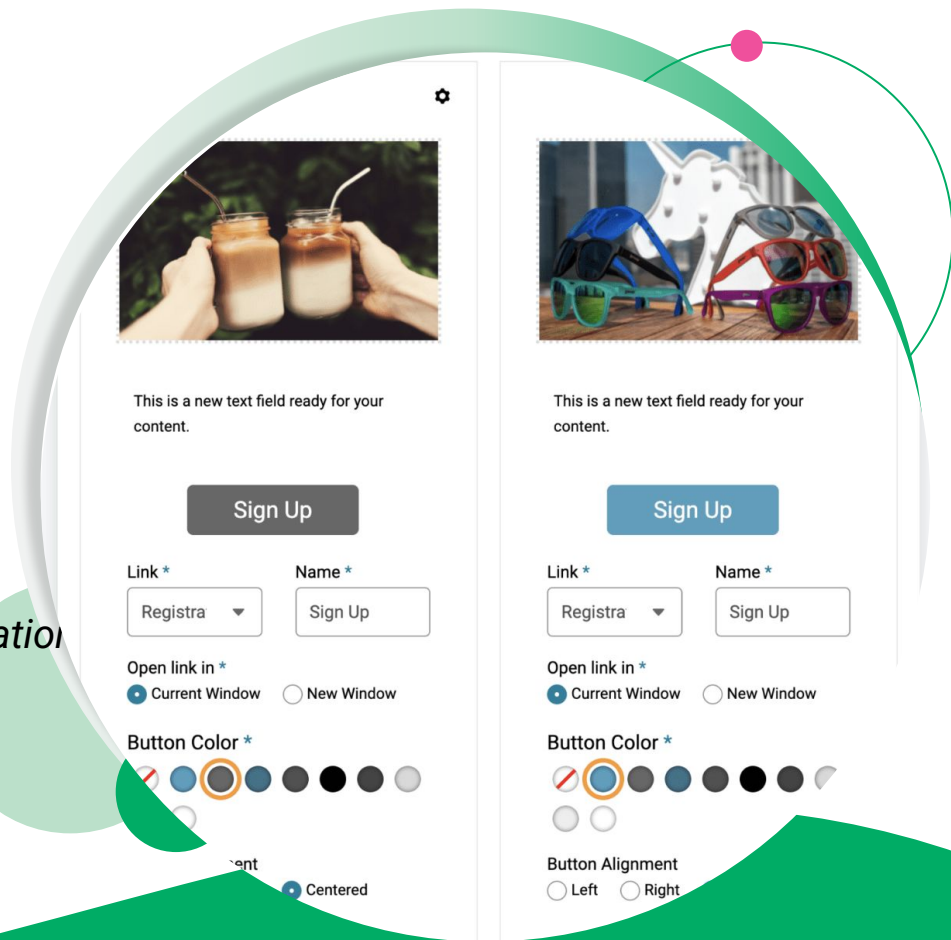 This is a new text field ready for your
content.
Sign Up
Link *
Name *
Registra
Sign Up
Open link in *
Current Window
New Window
Button Color *
Centered
This is a new text field ready for your
content.
Sign Up
Link *
Name *
Registra
Sign Up
Open link in *
Current Window
New Window
Button Color *
Button Alignment
Left
Right